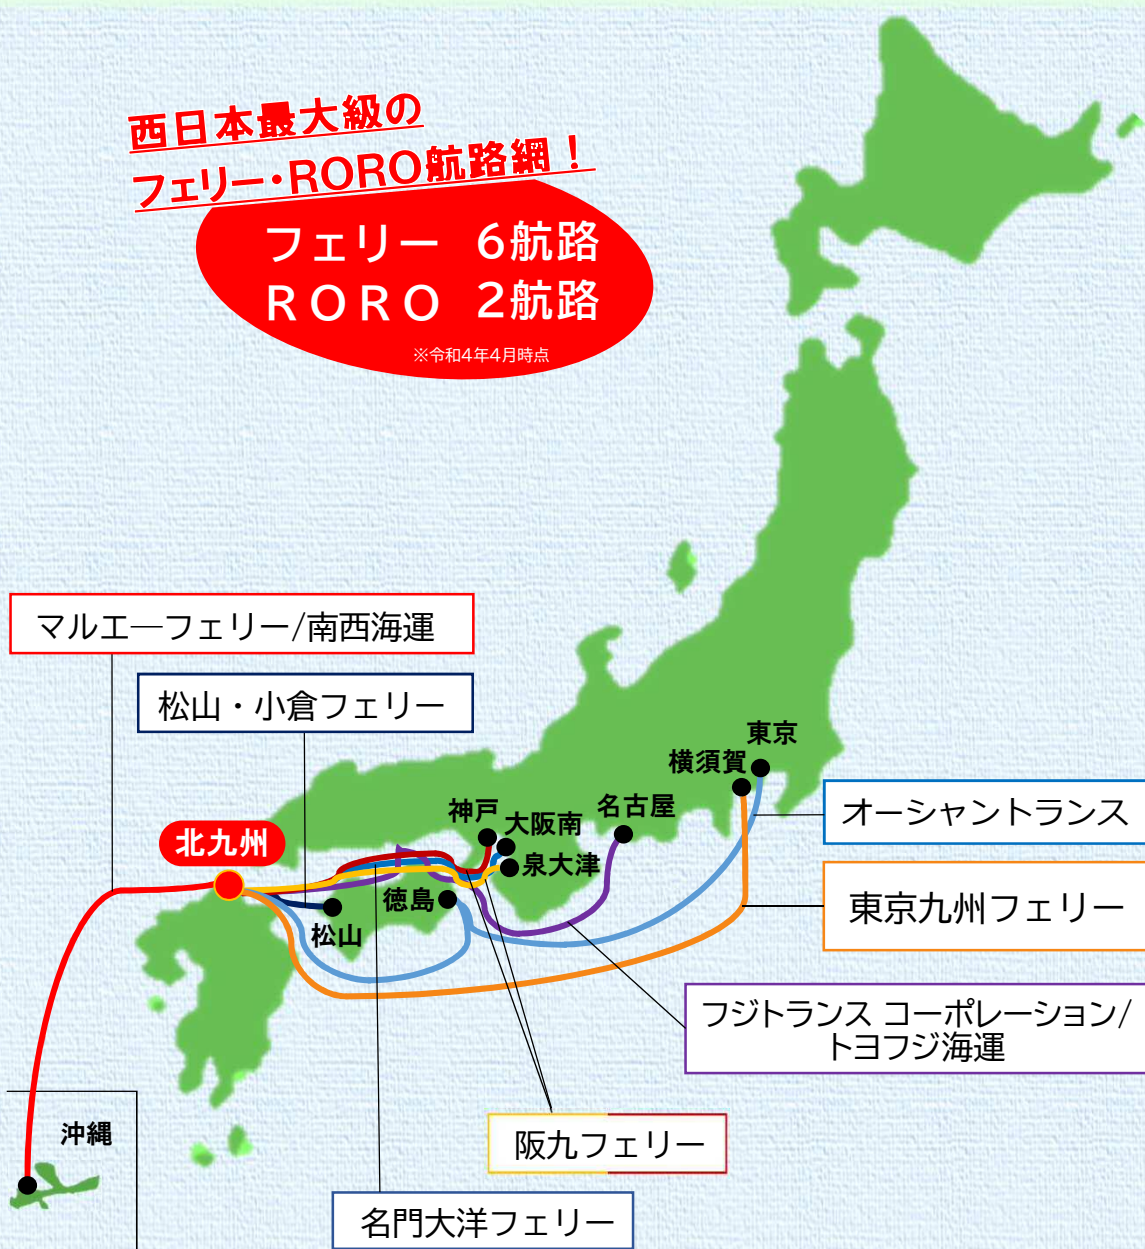 西日本最大級の
フェリー・RORO航路網！
フェリー 6航路
RORO 2航路
※令和4年4月時点
マルエ―フェリー/南西海運
松山・小倉フェリー
東京
横須賀
オーシャントランス
神戸
大阪南
名古屋
北九州
泉大津
徳島
東京九州フェリー
松山
フジトランス コーポレーション/
トヨフジ海運
沖縄
阪九フェリー
名門大洋フェリー